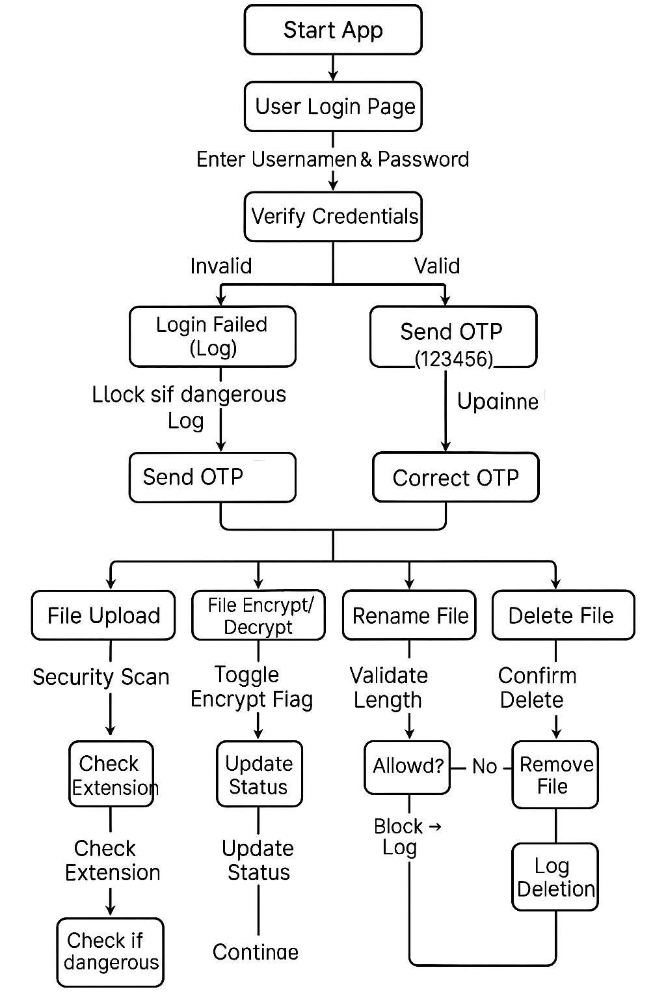 Start App
User Login Page
Enter Usernamen & Password
Verify Credentials
Invalid
Valid
Login Failed
(Log)
Send OTP
(123456)
Llock sif dangerous
Log
Upainne
Send OTP
Correct OTP
File Upload
File Encrypt/
Decrypt
Rename File
Delete File
Security Scan
Toggle
Encrypt Fiag
Validate
Length
Confirm
Delete
Check
Extension
Update
Status
Allowd?
No
Remove
File
Check
Extension
Update
Status
Block →
Log
Log
Deletion
Check if
dangerous
Continae